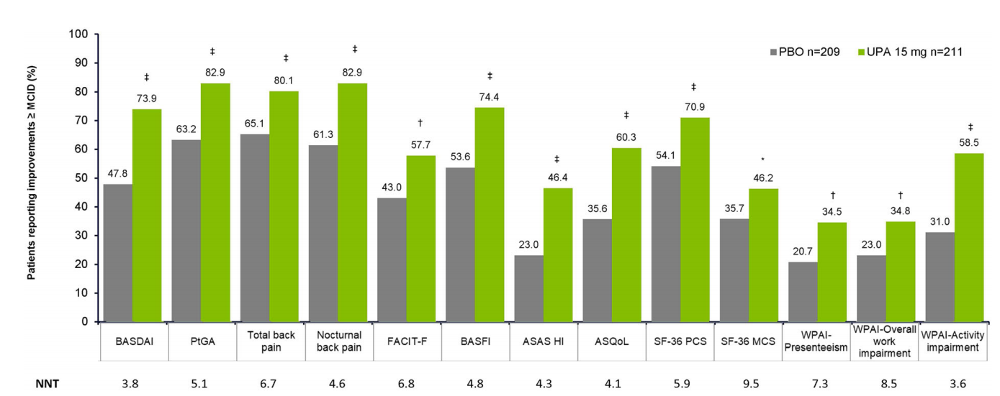 Patients reporting improvements ≥ MCID (%)
100
90
80
70
60
50
40
30
20
10
0
PBO n=209 UPA 15 mg n=211
47.8 73.9 ‡
63.2 82.9 ‡
65.1 80.1 ‡
61.3 82.9 ‡
43.0 57.7 †
53.6 74.4 ‡
23.0 46.4 ‡
35.6 60.3 ‡
54.1 70.9 ‡
35.7 46.2 *
20.7 34.5 †
23.0 34.8 †
31.0 58.5 ‡
BASDAI
PtGA
Total back
pain
Nocturnal
back pain
FACIT-F
BASFI
ASAS HI
ASQoL
SF-36 PCS
SF-36 MCS
WPAI-
Presenteeism
WPAI-Overall
work
impairment
WPAI-Activity
impairment
NNT 3.8 5.1 6.7 4.6 6.8 4.8 4.3 4.1 5.9 9.5 7.3 8.5 3.6